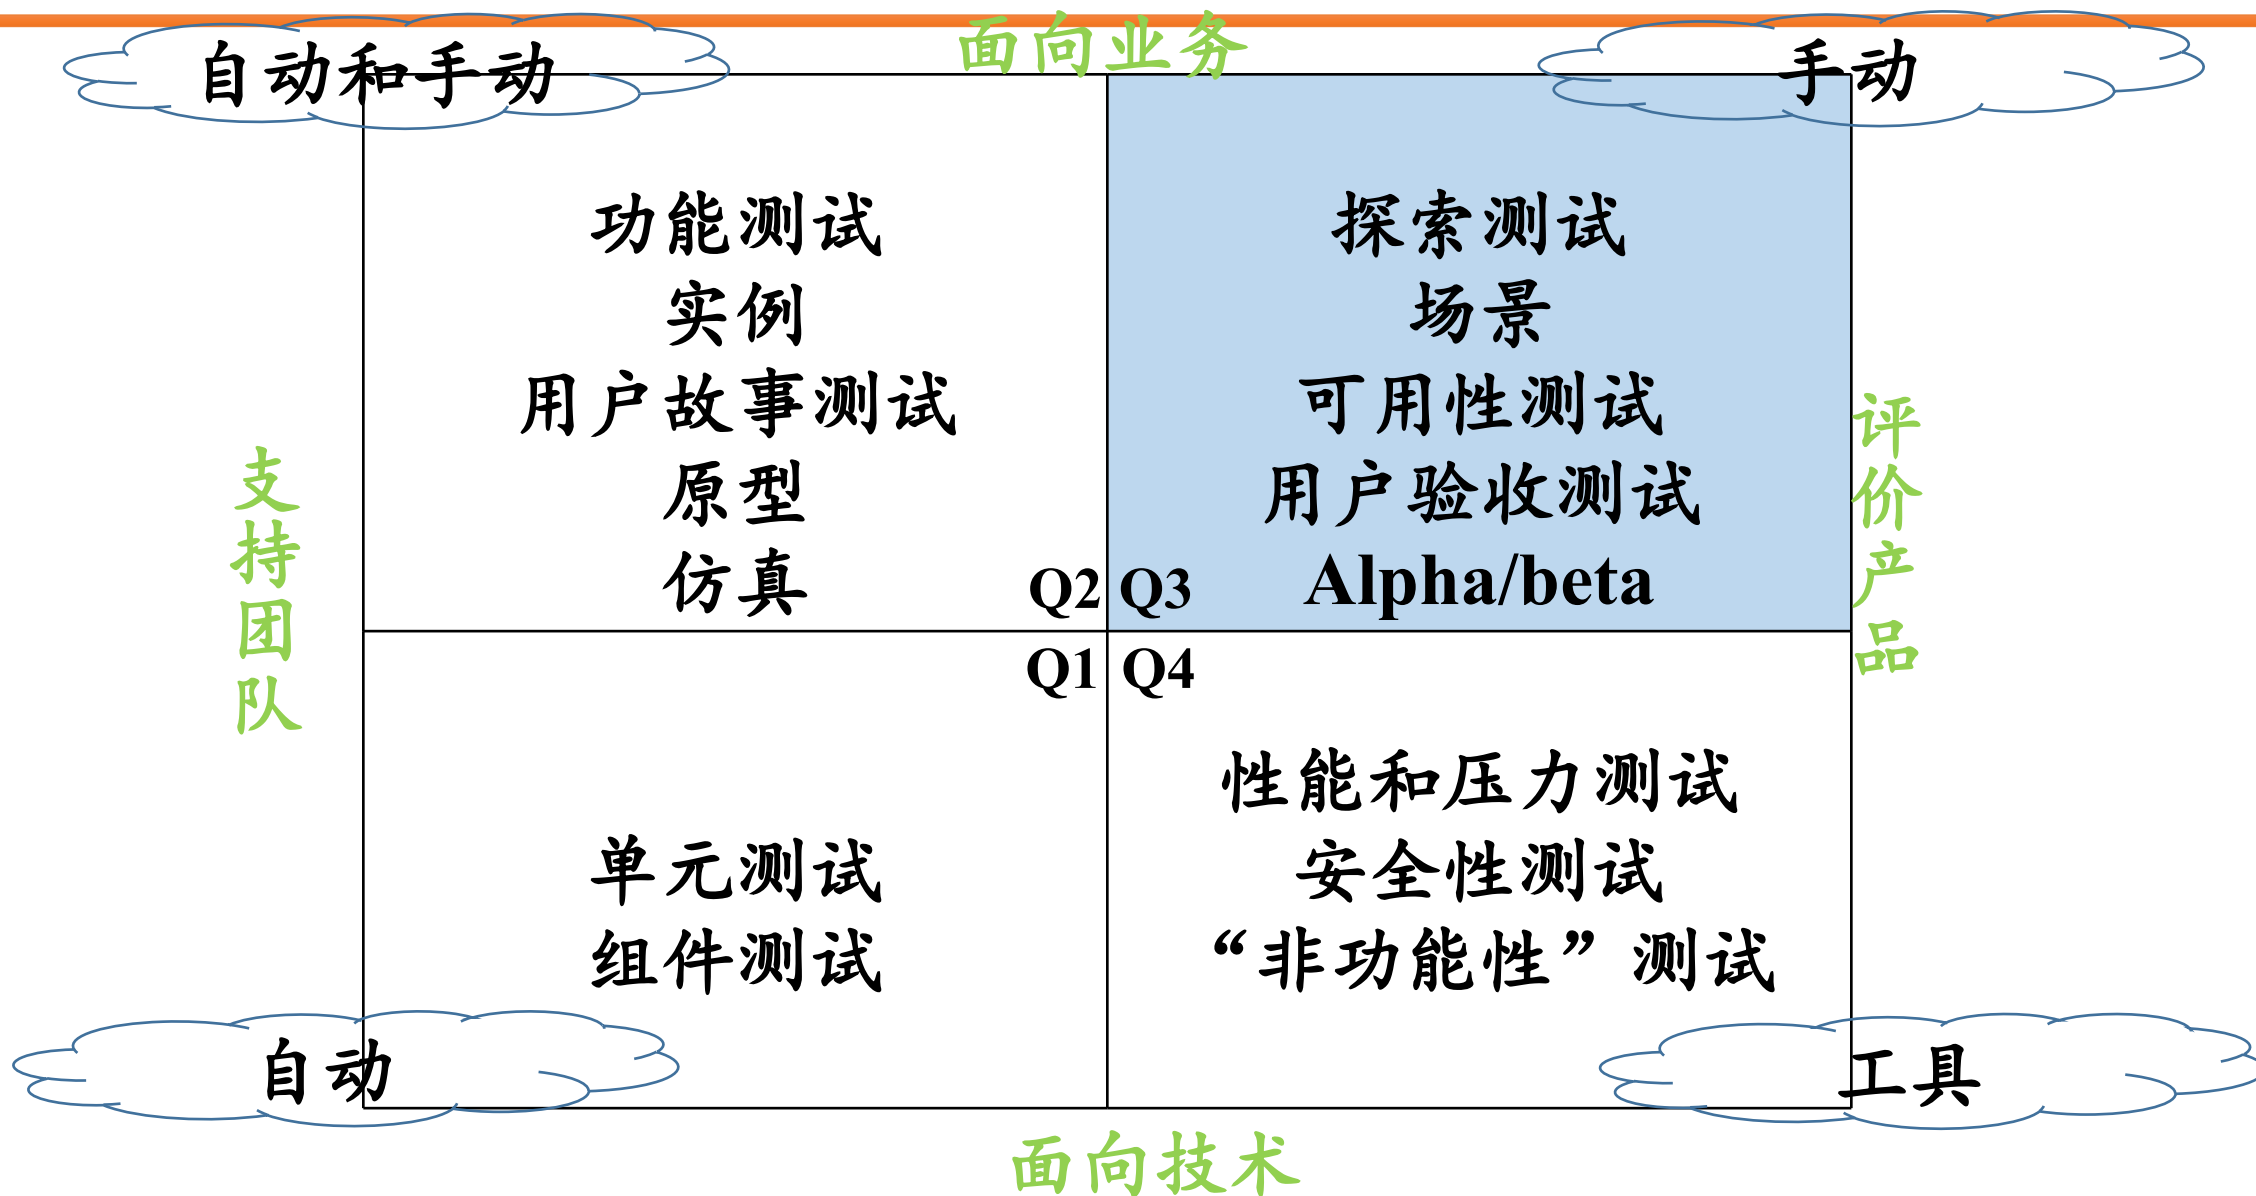 面向业务
自动和手动
手动
功能测试
实例
用户故事测试
原型
仿真
Q2
探索测试
场景
可用性测试
用户验收测试
Alpha/beta
Q3
支持团队
评价产品
Q1
单元测试
组件测试
Q4
性能和压力测试
安全性测试
“非功能性”测试
自动
工具
面向技术